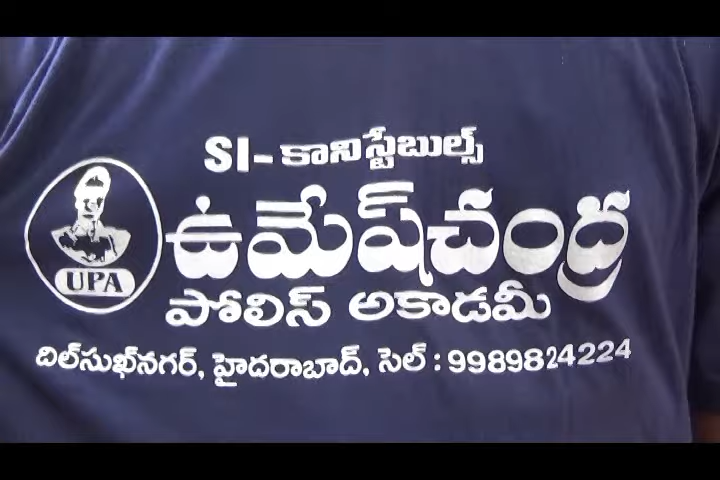 SI-కానిస్టేబుల్స్
ఉమేష్‌చంద్ర
UPA
పోలిస్ అకాడమీ
దిల్‌సుఖ్‌నగర్, హైదరాబాద్, సెల్ : 9989824224